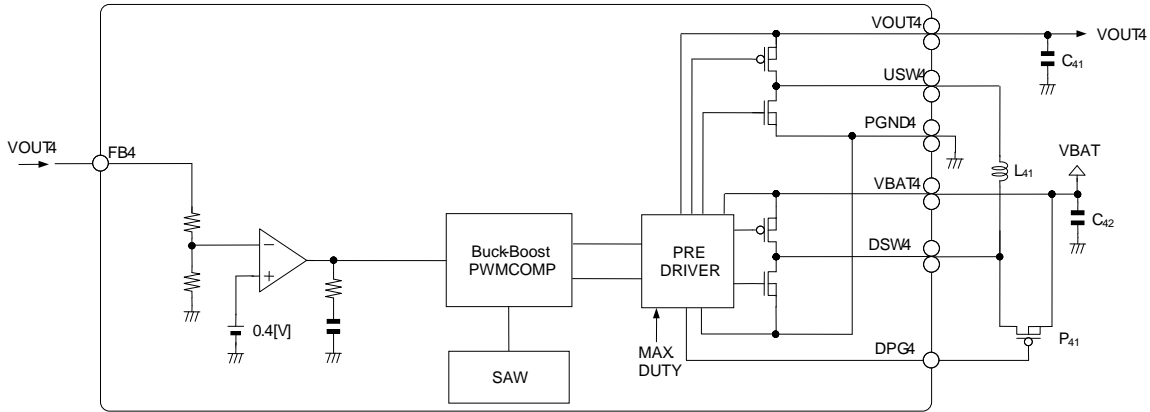 VOUT4
VOUT4
C41
USW4
PGND4
VOUT4
FB4
VBAT
L41
VBAT4
C42
Buck-Boost
PWMCOMP
PRE
DRIVER
DSW4
−
+
0.4[V]
MAX.
DUTY
DPG4
P41
SAW